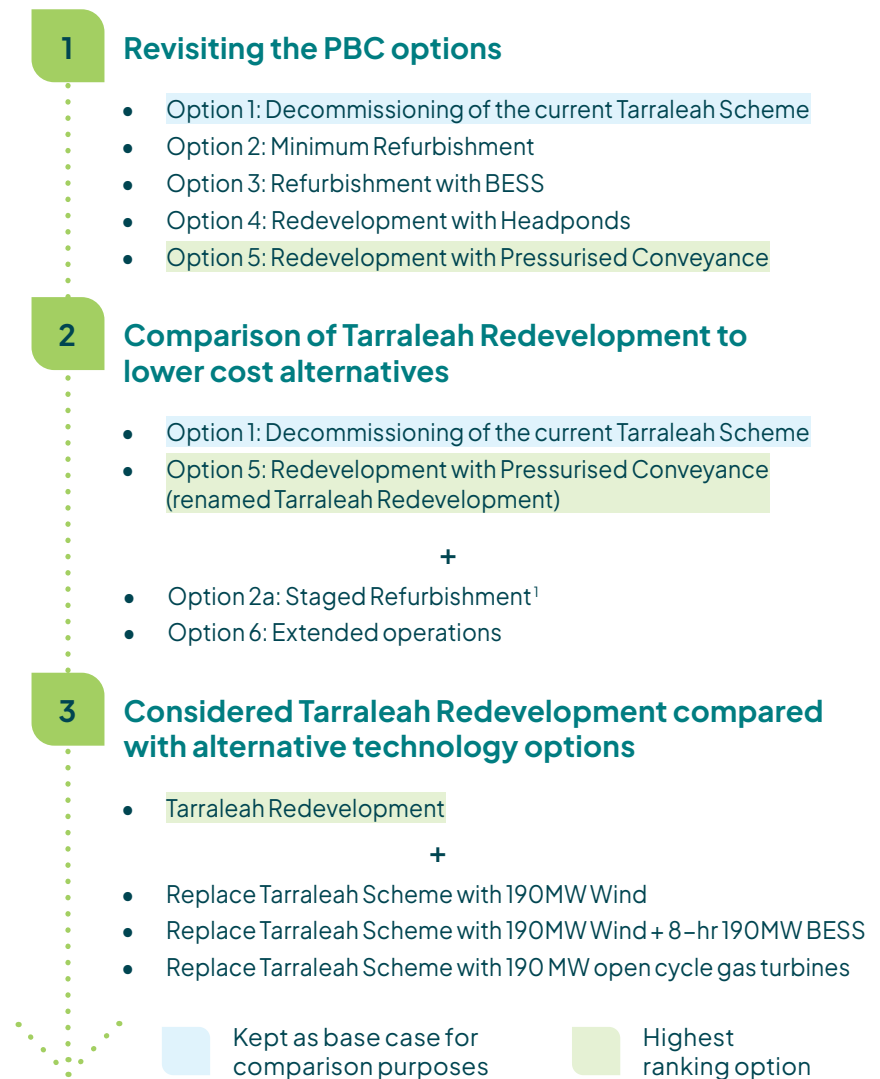 1
Revisiting the PBC options
• Option 1: Decommissioning of the current Tarraleah Scheme
• Option 2: Minimum Refurbishment
• Option 3: Refurbishment with BESS
• Option 4: Redevelopment with Headponds
• Option 5: Redevelopment with Pressurised Conveyance
2
Comparison of Tarraleah Redevelopment to
lower cost alternatives
• Option 1: Decommissioning of the current Tarraleah Scheme
• Option 5: Redevelopment with Pressurised Conveyance
(renamed Tarraleah Redevelopment)
+
• Option 2a: Staged Refurbishment¹
• Option 6: Extended operations
3
Considered Tarraleah Redevelopment compared
with alternative technology options
• Tarraleah Redevelopment
+
• Replace Tarraleah Scheme with 190MW Wind
• Replace Tarraleah Scheme with 190MW Wind + 8-hr 190MW BESS
• Replace Tarraleah Scheme with 190 MW open cycle gas turbines
Kept as base case for
comparison purposes
Highest
ranking option